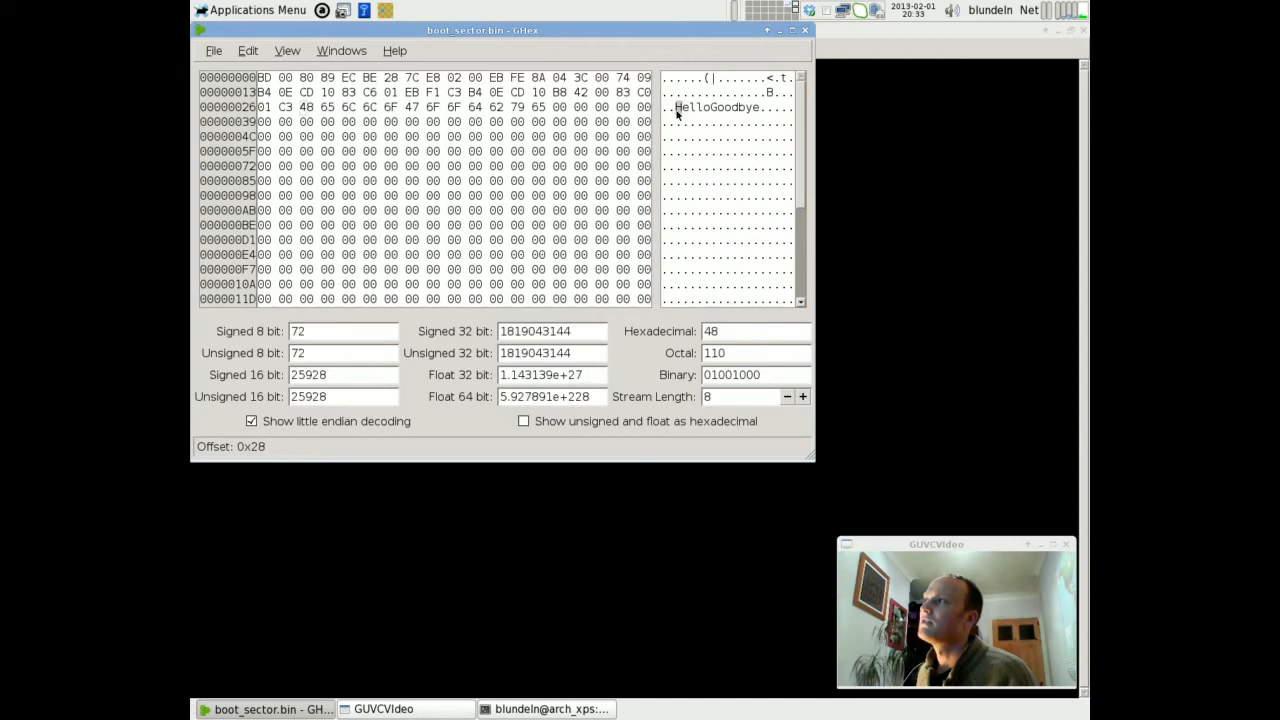 Applications Menu
2013-02-01
20:33
blundeln Net
boot_sector.bin - GHex
File Edit View Windows Help
00000000 BD 00 80 89 EC BE 28 7C E8 02 00 EB FE 8A 04 3C 00 74 09 ......(|.......<.t.
00000013 B4 0E CD 10 83 C6 01 EB F1 C3 B4 0E CD 10 B8 42 00 83 C0 ...............B...
00000026 01 C3 48 65 6C 6C 6F 47 6F 6F 64 62 79 65 00 00 00 00 00 ..HelloGoodbye.....
00000039 00 00 00 00 00 00 00 00 00 00 00 00 00 00 00 00 00 00 00 ...................
0000004C 00 00 00 00 00 00 00 00 00 00 00 00 00 00 00 00 00 00 00 ...................
0000005F 00 00 00 00 00 00 00 00 00 00 00 00 00 00 00 00 00 00 00 ...................
00000072 00 00 00 00 00 00 00 00 00 00 00 00 00 00 00 00 00 00 00 ...................
00000085 00 00 00 00 00 00 00 00 00 00 00 00 00 00 00 00 00 00 00 ...................
00000098 00 00 00 00 00 00 00 00 00 00 00 00 00 00 00 00 00 00 00 ...................
000000AB 00 00 00 00 00 00 00 00 00 00 00 00 00 00 00 00 00 00 00 ...................
000000BE 00 00 00 00 00 00 00 00 00 00 00 00 00 00 00 00 00 00 00 ...................
000000D1 00 00 00 00 00 00 00 00 00 00 00 00 00 00 00 00 00 00 00 ...................
000000E4 00 00 00 00 00 00 00 00 00 00 00 00 00 00 00 00 00 00 00 ...................
000000F7 00 00 00 00 00 00 00 00 00 00 00 00 00 00 00 00 00 00 00 ...................
0000010A 00 00 00 00 00 00 00 00 00 00 00 00 00 00 00 00 00 00 00 ...................
0000011D 00 00 00 00 00 00 00 00 00 00 00 00 00 00 00 00 00 00 00 ...................
Signed 8 bit: 72 Signed 32 bit: 1819043144 Hexadecimal: 48
Unsigned 8 bit: 72 Unsigned 32 bit: 1819043144 Octal: 110
Signed 16 bit: 25928 Float 32 bit: 1.143139e+27 Binary: 01001000
Unsigned 16 bit: 25928 Float 64 bit: 5.927891e+228 Stream Length: 8
Show little endian decoding Show unsigned and float as hexadecimal
Offset: 0x28
GUVCVideo
boot_sector.bin - GH... GUVCVideo blundeln@arch_xps:...